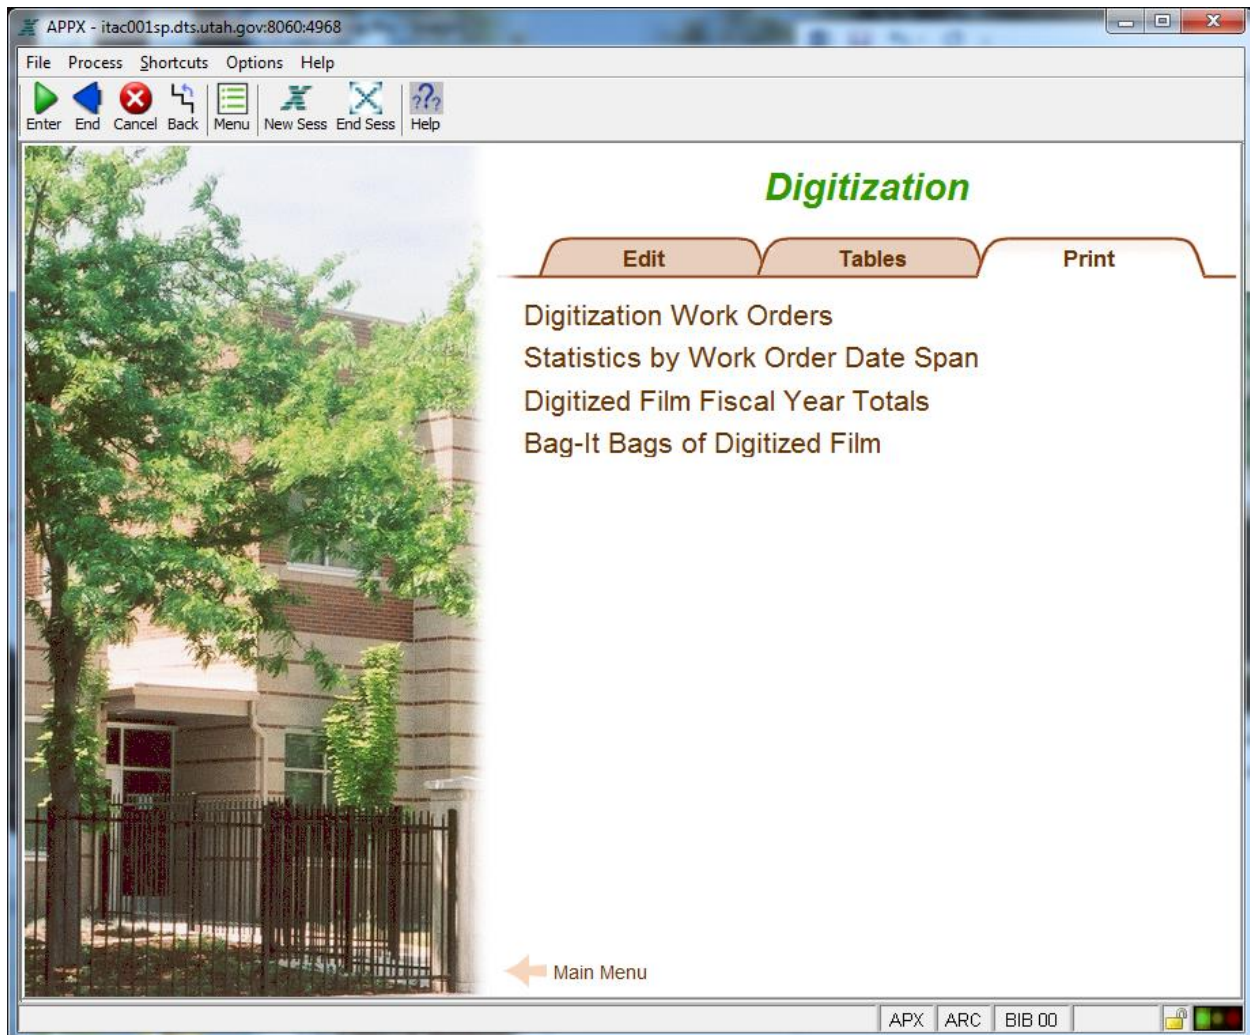 APPX - itac001sp.dts.utah.gov:8060:4968
File Process Shortcuts Options Help
Enter End Cancel Back Menu New Sess End Sess Help
Digitization
Edit Tables Print
Digitization Work Orders
Statistics by Work Order Date Span
Digitized Film Fiscal Year Totals
Bag-It Bags of Digitized Film
Main Menu
APX ARC BIB 00